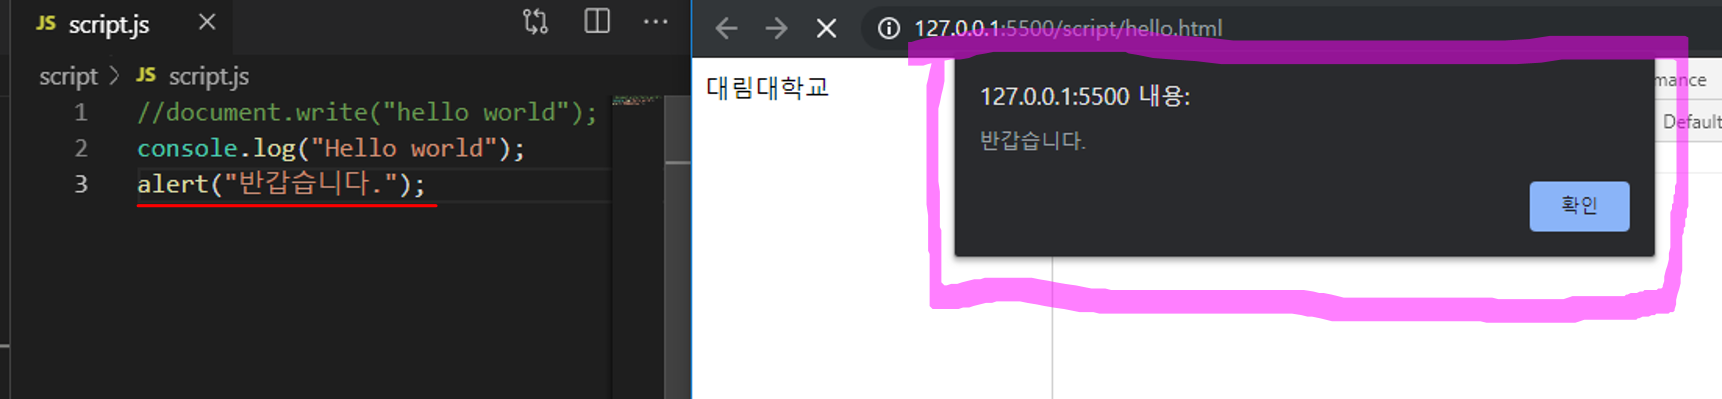 JS script.js
script > JS script.js
1 //document.write("hello world");
2 console.log("Hello world");
3 alert("반갑습니다.");
127.0.0.1:5500/script/hello.html
대림대학교
127.0.0.1:5500 내용:
반갑습니다.
확인
mance
Default